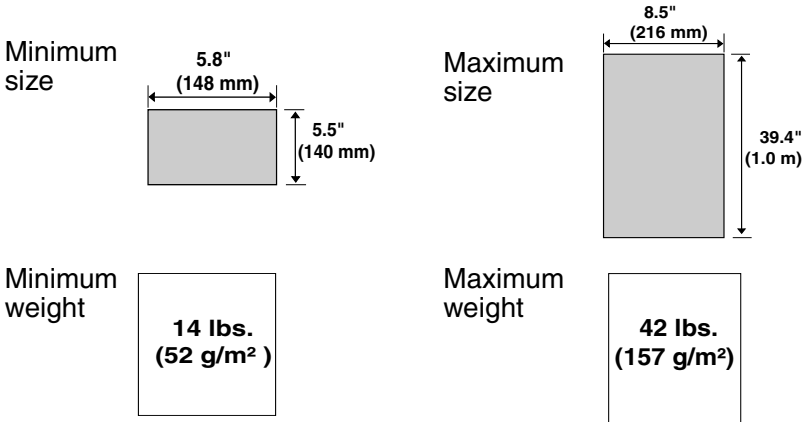 Minimum
size
5.8"
(148 mm)
5.5"
(140 mm)
Maximum
size
8.5"
(216 mm)
39.4"
(1.0 m)
Minimum
weight
14 lbs.
(52 g/m² )
Maximum
weight
42 lbs.
(157 g/m²)